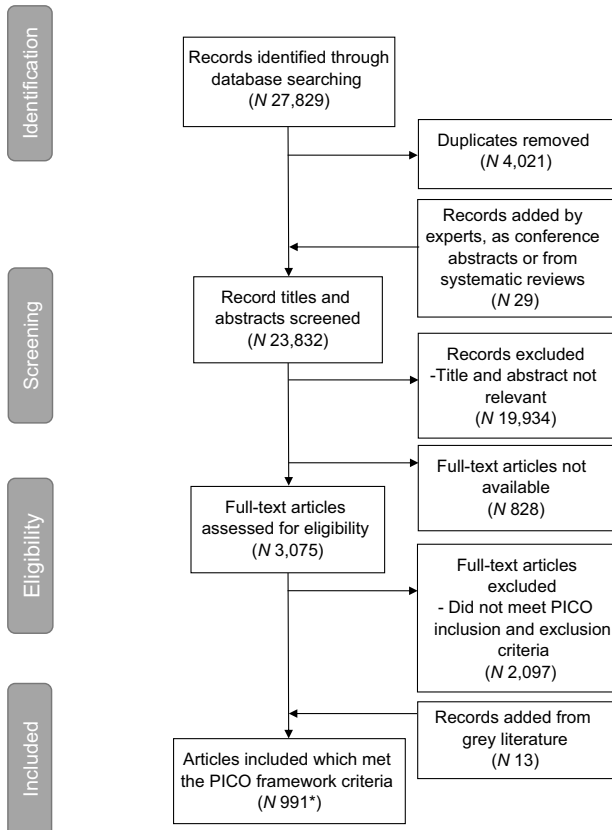 Identification
Records identified through
database searching
(N 27,829)
Duplicates removed
(N 4,021)
Records added by
experts, as conference
abstracts or from
systematic reviews
(N 29)
Screening
Record titles and
abstracts screened
(N 23,832)
Records excluded
-Title and abstract not
relevant
(N 19,934)
Full-text articles not
available
(N 828)
Eligibility
Full-text articles
assessed for eligibility
(N 3,075)
Full-text articles
excluded
- Did not meet PICO
inclusion and exclusion
criteria
(N 2,097)
Included
Records added from
grey literature
(N 13)
Articles included which met
the PICO framework criteria
(N 991*)